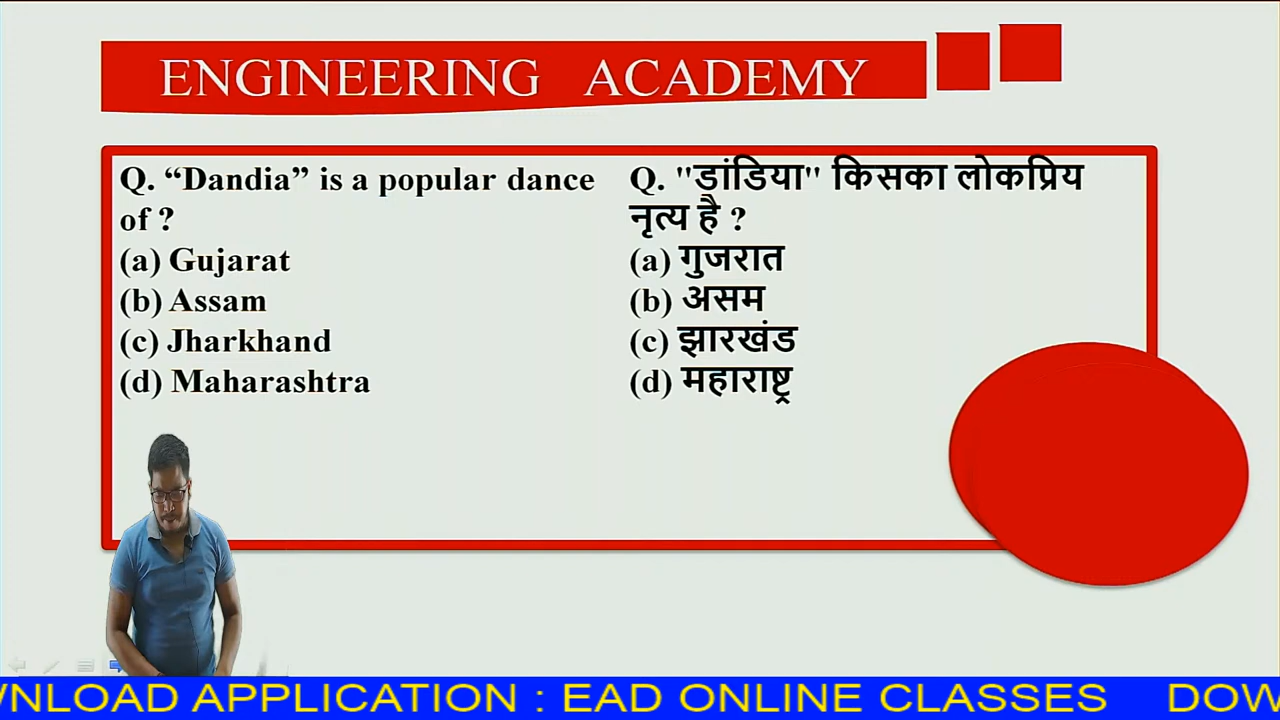 ENGINEERING ACADEMY
Q. “Dandia” is a popular dance
of ?
(a) Gujarat
(b) Assam
(c) Jharkhand
(d) Maharashtra
Q. "डांडिया" किसका लोकप्रिय
नृत्य है ?
(a) गुजरात
(b) असम
(c) झारखंड
(d) महाराष्ट्र
WNLOAD APPLICATION : EAD ONLINE CLASSES DOW